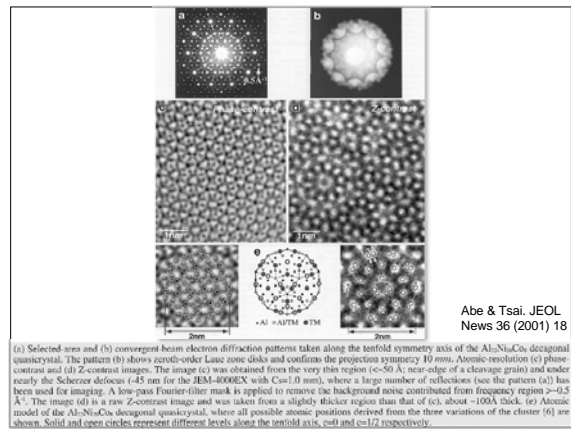 a
b
0.5Å⁻¹
Phase-contrast
Z-contrast
1nm
1nm
e
Al Al/TM TM
2nm
2nm
Abe & Tsai. JEOL
News 36 (2001) 18
(a) Selected-area and (b) convergent-beam electron diffraction patterns taken along the tenfold symmetry axis of the Al₇₂Ni₂₀Co₈ decagonal
quasicrystal. The pattern (b) shows zeroth-order Laue zone disks and confirms the projection symmetry 10 mm. Atomic-resolution (c) phase-
contrast and (d) Z-contrast images. The image (c) was obtained from the very thin region (<~50 Å; near-edge of a cleavage grain) and under
nearly the Scherzer defocus (~45 nm for the JEM-4000EX with Cs=1.0 mm), where a large number of reflections (see the pattern (a)) has
been used for imaging. A low-pass Fourier-filter mask is applied to remove the background noise contributed from frequency region >~0.5
Å⁻¹. The image (d) is a raw Z-contrast image and was taken from a slightly thicker region than that of (c), about ~100Å thick. (e) Atomic
model of the Al₇₂Ni₂₀Co₈ decagonal quasicrystal, where all possible atomic positions derived from the three variations of the cluster [6] are
shown. Solid and open circles represent different levels along the tenfold axis, c=0 and c=1/2 respectively.